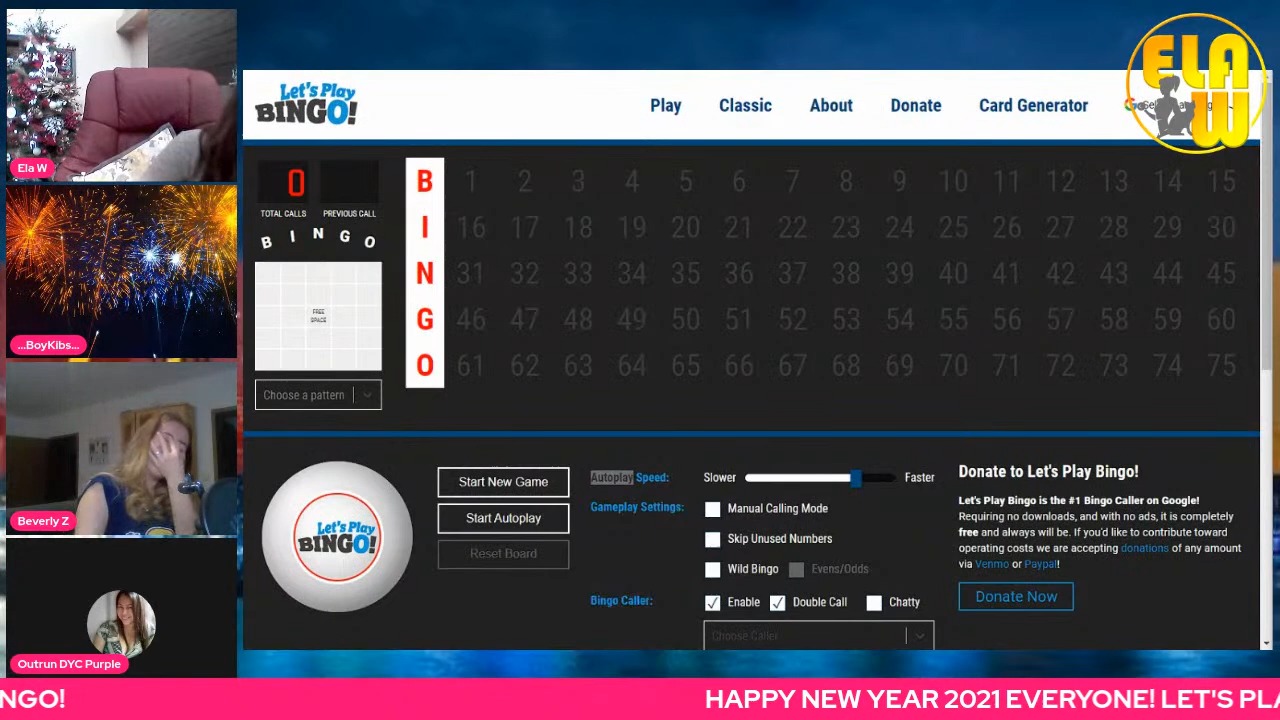 Ela W
...BoyKibs...
Beverly Z
Outrun DYC Purple
Let's Play
BINGO!
Play
Classic
About
Donate
Card Generator
ELA
W
0
TOTAL CALLS
PREVIOUS CALL
B I N G O
FREE
SPACE
Choose a pattern
B 1 2 3 4 5 6 7 8 9 10 11 12 13 14 15
I 16 17 18 19 20 21 22 23 24 25 26 27 28 29 30
N 31 32 33 34 35 36 37 38 39 40 41 42 43 44 45
G 46 47 48 49 50 51 52 53 54 55 56 57 58 59 60
O 61 62 63 64 65 66 67 68 69 70 71 72 73 74 75
Let's Play
BINGO!
Start New Game
Start Autoplay
Reset Board
Autoplay Speed:
Slower
Faster
Gameplay Settings:
Manual Calling Mode
Skip Unused Numbers
Wild Bingo
Evens/Odds
Bingo Caller:
Enable
Double Call
Chatty
Choose Caller
Donate to Let's Play Bingo!
Let's Play Bingo is the #1 Bingo Caller on Google!
Requiring no downloads, and with no ads, it is completely
free and always will be. If you'd like to contribute toward
operating costs we are accepting donations of any amount
via Venmo or Paypal!
Donate Now
NGO!
HAPPY NEW YEAR 2021 EVERYONE! LET'S PLA